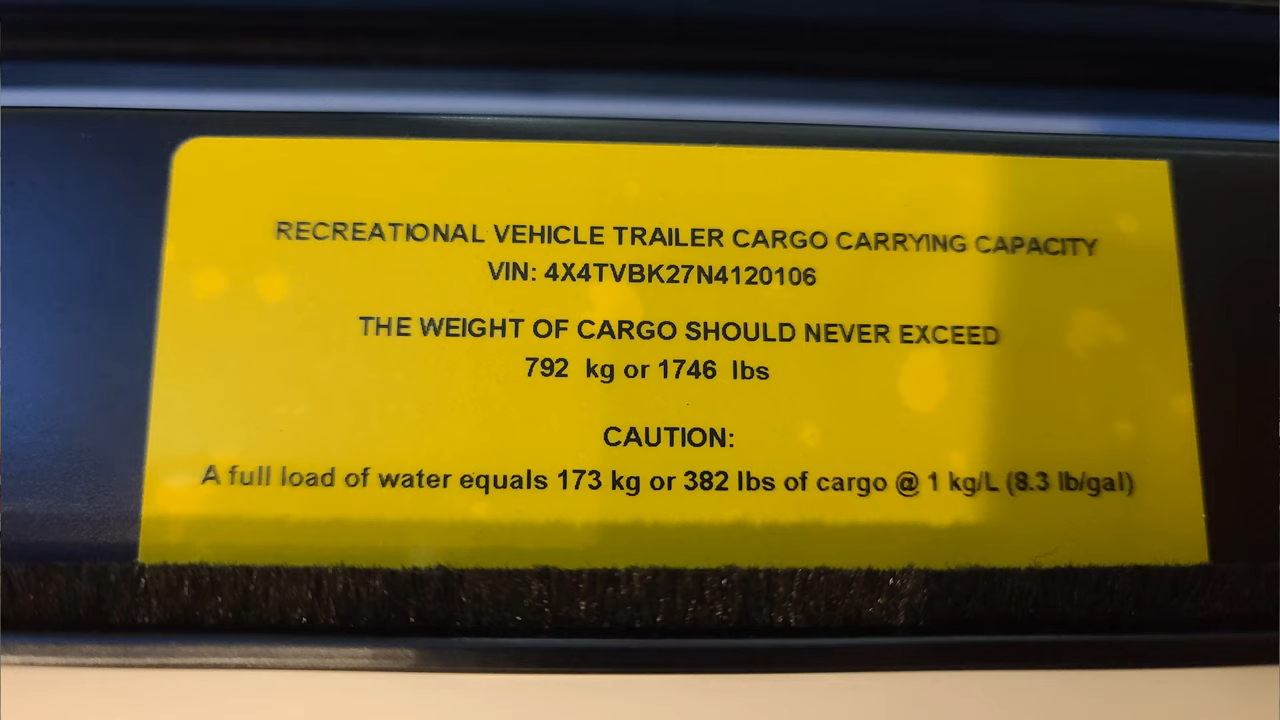 RECREATIONAL VEHICLE TRAILER CARGO CARRYING CAPACITY
VIN: 4X4TVBK27N4120106
THE WEIGHT OF CARGO SHOULD NEVER EXCEED
792 kg or 1746 lbs
CAUTION:
A full load of water equals 173 kg or 382 lbs of cargo @ 1 kg/L (8.3 lb/gal)